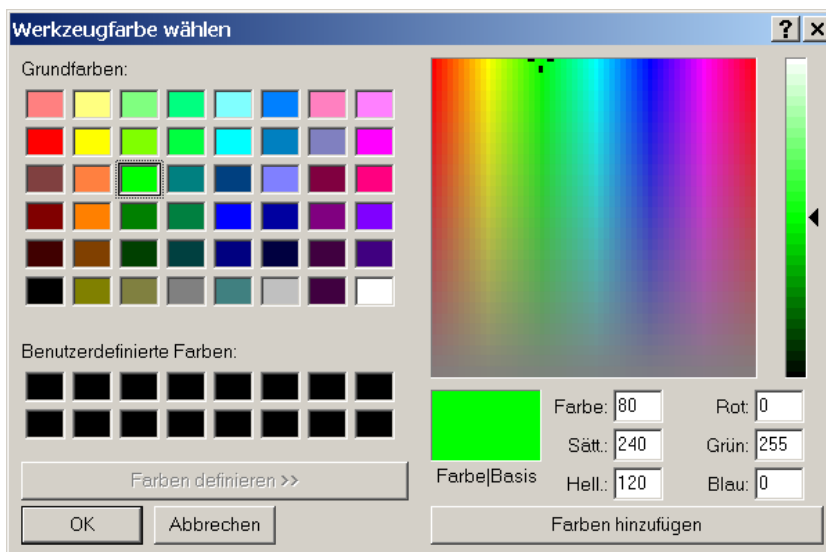 Werkzeugfarbe wählen
Grundfarben:
Benutzerdefinierte Farben:
Farben definieren >>
OK
Abbrechen
Farbe|Basis
Farbe: 80
Rot: 0
Sätt.: 240
Grün: 255
Hell.: 120
Blau: 0
Farben hinzufügen